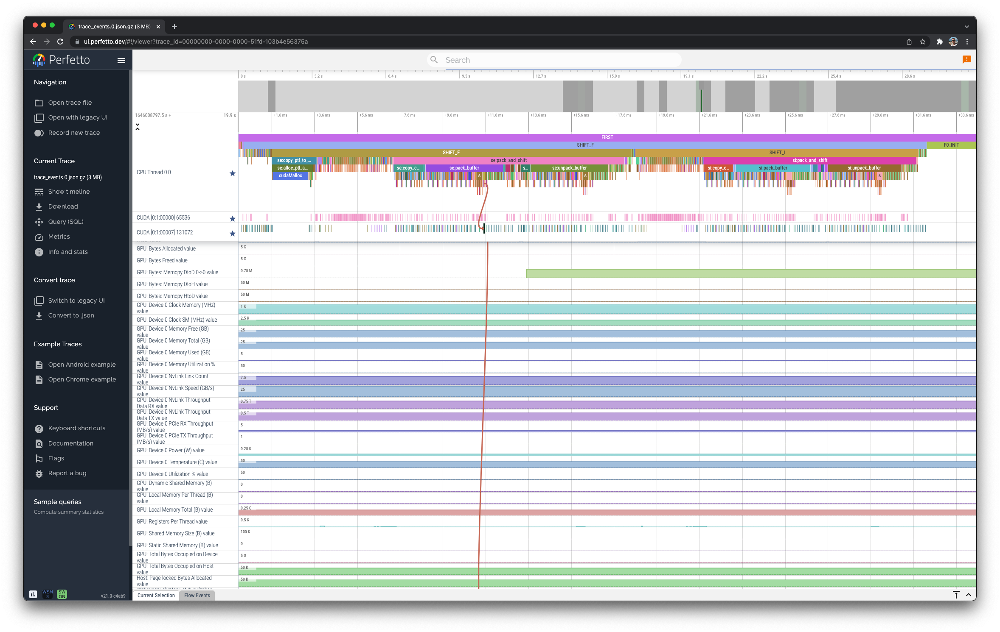 trace_events.0.json.gz (3 MB)
ui.perfetto.dev/#!/viewer?trace_id=00000000-0000-0000-51fd-103b4e56375a
Perfetto
Search
Navigation
Open trace file
Open with legacy UI
Record new trace
Current Trace
trace_events.0.json.gz (3 MB)
Show timeline
Download
Query (SQL)
Metrics
Info and stats
Convert trace
Switch to legacy UI
Convert to .json
Example Traces
Open Android example
Open Chrome example
Support
Keyboard shortcuts
Documentation
Flags
Report a bug
Sample queries
Compute summary statistics
WSM
3
SW
ON
v21.0-c4eb9
0 s 3.2 s 6.4 s 9.5 s 12.7 s 15.9 s 19.1 s 22.2 s 25.4 s 28.6 s
1646008797.5 s + 19.9 s +1.6 ms +3.6 ms +5.6 ms +7.6 ms +9.6 ms +11.6 ms +13.6 ms +15.6 ms +17.6 ms +19.6 ms +21.6 ms +23.6 ms +25.6 ms +27.6 ms +29.6 ms +31.6 ms +33.6 ms
FIRST
SHIFT_F F0_INIT
SHIFT_E SHIFT_I
se:copy_ptl_to_... se:pack_and_shift si:pack_and_shift
se:alloc_ptl_a... se:copy_c... se:pack_buffer s... se:unpack_buffer si:copy_c... si:pack_buffer si:unpack_buffer
CPU Thread 0 0
cudaMalloc s s s
CUDA [0:1:00000] 65536
CUDA [0:1:00007] 131072
GPU: Bytes Allocated value 5 G
GPU: Bytes Freed value 5 G
GPU: Bytes: Memcpy DtoD 0->0 value 0.75 M
GPU: Bytes: Memcpy DtoH value 50 M
GPU: Bytes: Memcpy HtoD value 50 M
GPU: Device 0 Clock Memory (MHz)
value 1 K
GPU: Device 0 Clock SM (MHz) value 2.5 K
GPU: Device 0 Memory Free (GB)
value 25
GPU: Device 0 Memory Total (GB)
value 25
GPU: Device 0 Memory Used (GB)
value 5
GPU: Device 0 Memory Utilization %
value 50
GPU: Device 0 NvLink Link Count
value 7.5
GPU: Device 0 NvLink Speed (GB/s)
value 25
GPU: Device 0 NvLink Throughput
Data RX value 0.75 T
GPU: Device 0 NvLink Throughput
Data TX value 0.5 T
GPU: Device 0 PCIe RX Throughput
(MB/s) value 5
GPU: Device 0 PCIe TX Throughput
(MB/s) value 1
GPU: Device 0 Power (W) value 0.25 K
GPU: Device 0 Temperature (C) value 50
GPU: Device 0 Utilization % value 50
GPU: Dynamic Shared Memory (B)
value 0
GPU: Local Memory Per Thread (B)
value 0
GPU: Local Memory Total (B) value 0.25 G
GPU: Registers Per Thread value 0.5 K
GPU: Shared Memory Size (B) value 100 K
GPU: Static Shared Memory (B) value 0
GPU: Total Bytes Occupied on Device
value 5 G
GPU: Total Bytes Occupied on Host
value 50 K
Host: Page-locked Bytes Allocated
value 50 K
Current Selection Flow Events